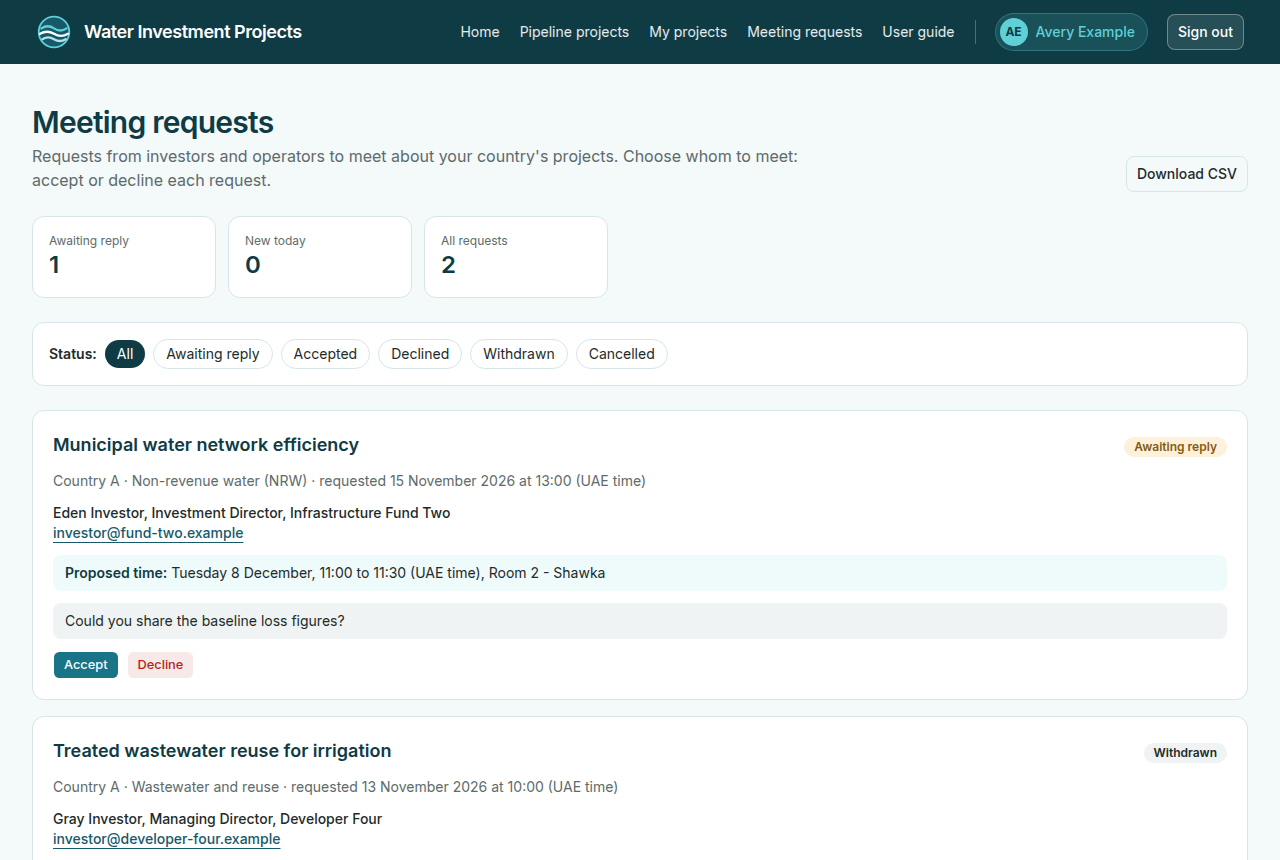 Water Investment Projects
Home
Pipeline projects
My projects
Meeting requests
User guide
AE
Avery Example
Sign out
Meeting requests
Requests from investors and operators to meet about your country's projects. Choose whom to meet:
accept or decline each request.
Download CSV
Awaiting reply
1
New today
0
All requests
2
Status:
All
Awaiting reply
Accepted
Declined
Withdrawn
Cancelled
Municipal water network efficiency
Awaiting reply
Country A · Non-revenue water (NRW) · requested 15 November 2026 at 13:00 (UAE time)
Eden Investor, Investment Director, Infrastructure Fund Two
investor@fund-two.example
Proposed time: Tuesday 8 December, 11:00 to 11:30 (UAE time), Room 2 - Shawka
Could you share the baseline loss figures?
Accept
Decline
Treated wastewater reuse for irrigation
Withdrawn
Country A · Wastewater and reuse · requested 13 November 2026 at 10:00 (UAE time)
Gray Investor, Managing Director, Developer Four
investor@developer-four.example